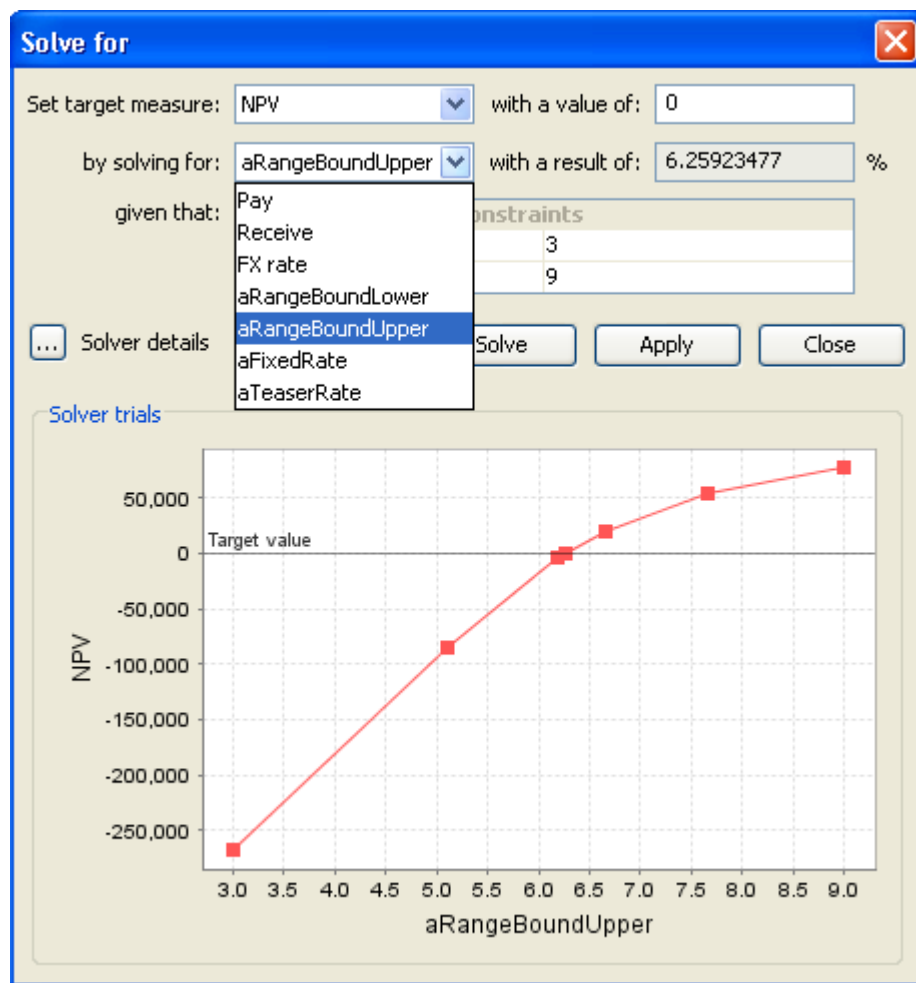 Solve for
Set target measure: NPV with a value of: 0
by solving for: aRangeBoundUpper with a result of: 6.25923477 %
given that:
Pay
Receive
FX rate
aRangeBoundLower
aRangeBoundUpper
aFixedRate
aTeaserRate
3
9
... Solver details Solve Apply Close
Solver trials
50,000
Target value
0
-50,000
-100,000
-150,000
-200,000
-250,000
NPV
3.0 3.5 4.0 4.5 5.0 5.5 6.0 6.5 7.0 7.5 8.0 8.5 9.0
aRangeBoundUpper